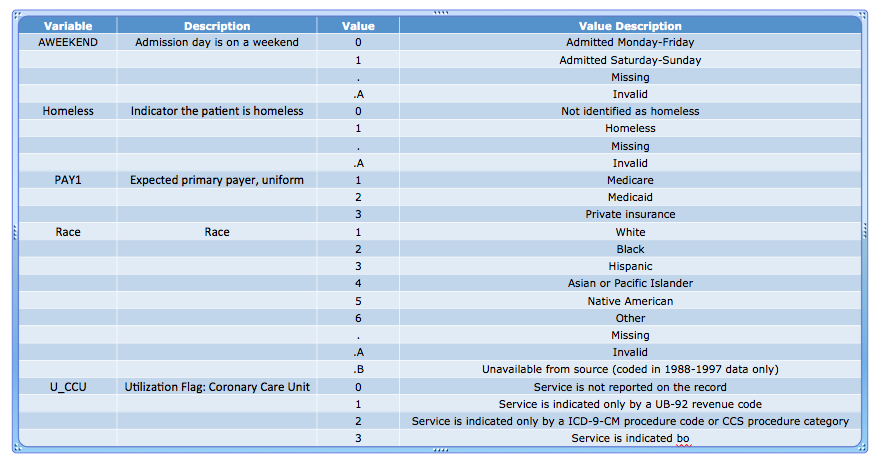 Variable Description Value Value Description
AWEEKEND Admission day is on a weekend 0 Admitted Monday-Friday
1 Admitted Saturday-Sunday
. Missing
.A Invalid
Homeless Indicator the patient is homeless 0 Not identified as homeless
1 Homeless
. Missing
.A Invalid
PAY1 Expected primary payer, uniform 1 Medicare
2 Medicaid
3 Private insurance
Race Race 1 White
2 Black
3 Hispanic
4 Asian or Pacific Islander
5 Native American
6 Other
. Missing
.A Invalid
.B Unavailable from source (coded in 1988-1997 data only)
U_CCU Utilization Flag: Coronary Care Unit 0 Service is not reported on the record
1 Service is indicated only by a UB-92 revenue code
2 Service is indicated only by a ICD-9-CM procedure code or CCS procedure category
3 Service is indicated bo